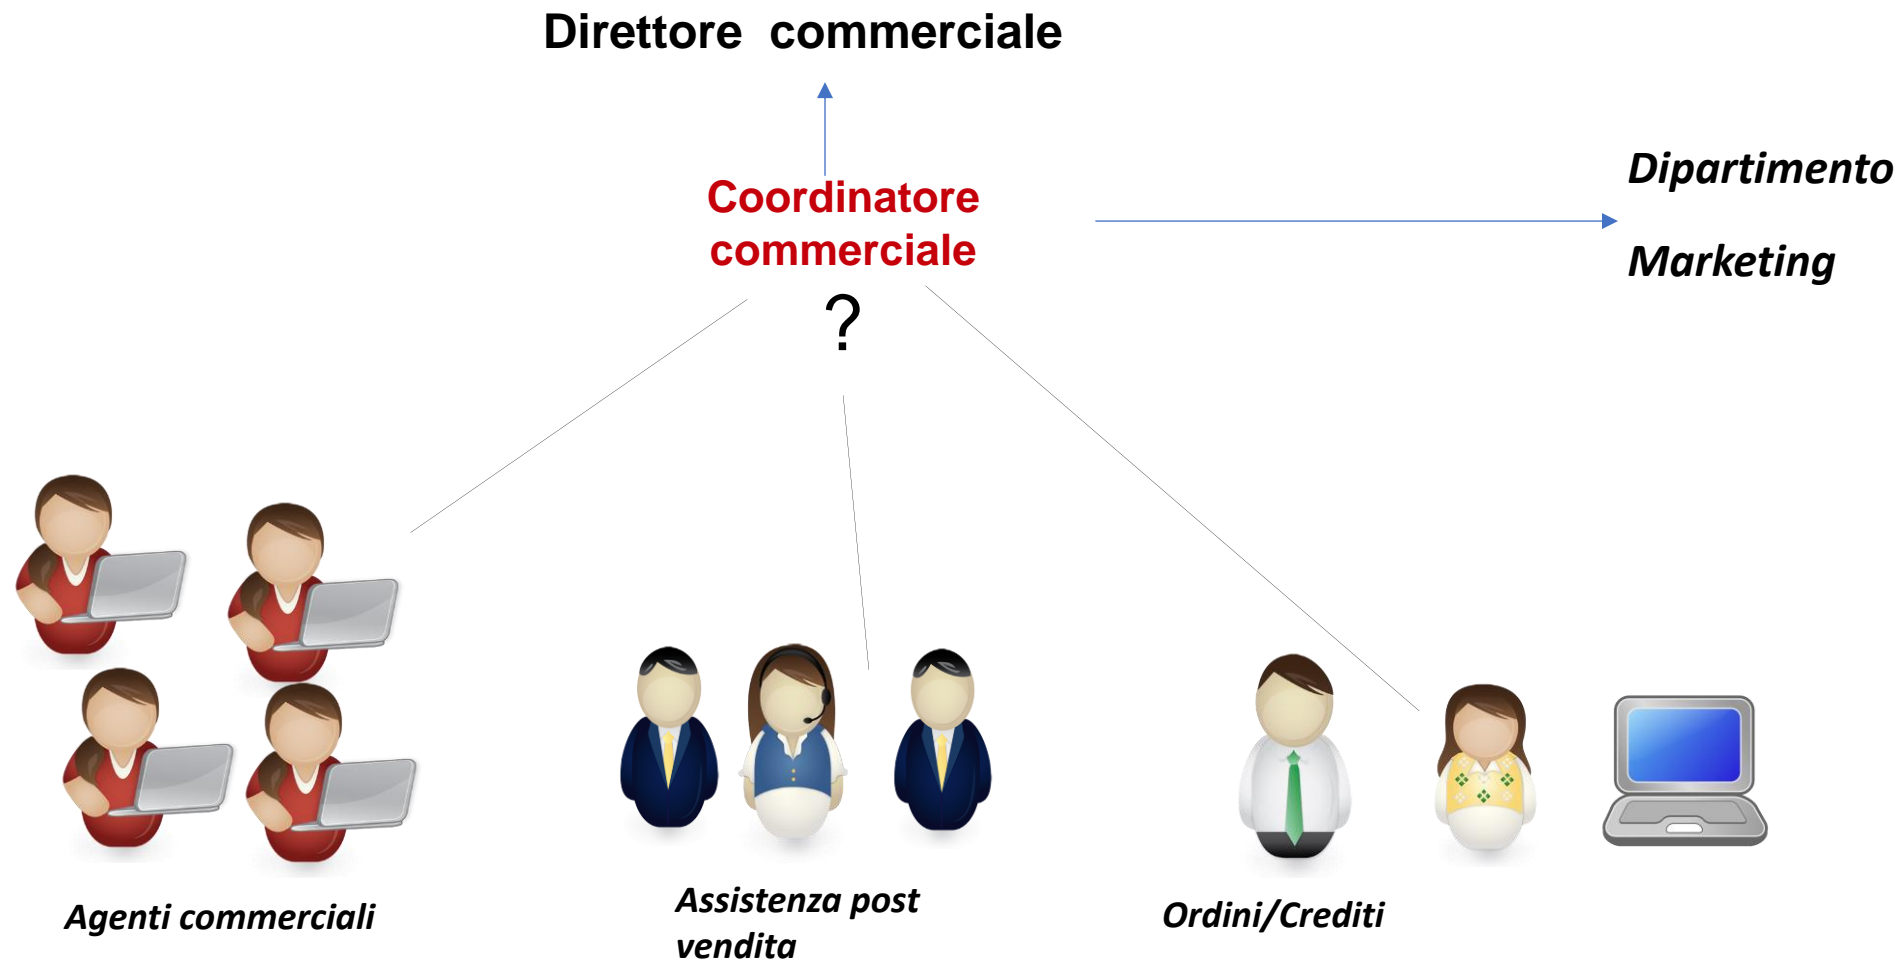 Direttore commerciale
Coordinatore
commerciale
?
Dipartimento
Marketing
Agenti commerciali
Assistenza post
vendita
Ordini/Crediti